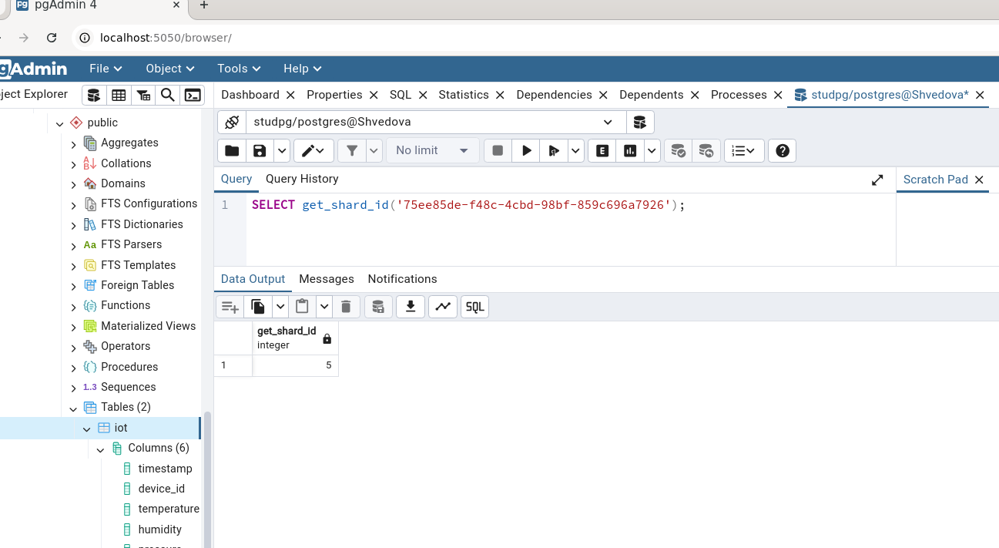 pgAdmin 4
localhost:5050/browser/
gAdmin File Object Tools Help
ject Explorer
Dashboard Properties SQL Statistics Dependencies Dependents Processes studpg/postgres@Shvedova*
public
Aggregates
Collations
Domains
FTS Configurations
FTS Dictionaries
Aa FTS Parsers
FTS Templates
Foreign Tables
Functions
Materialized Views
Operators
Procedures
1..3 Sequences
Tables (2)
iot
Columns (6)
timestamp
device_id
temperature
humidity
studpg/postgres@Shvedova
No limit
E
Query Query History
Scratch Pad
1 SELECT get_shard_id('75ee85de-f48c-4cbd-98bf-859c696a7926');
Data Output Messages Notifications
SQL
get_shard_id
integer
1 5